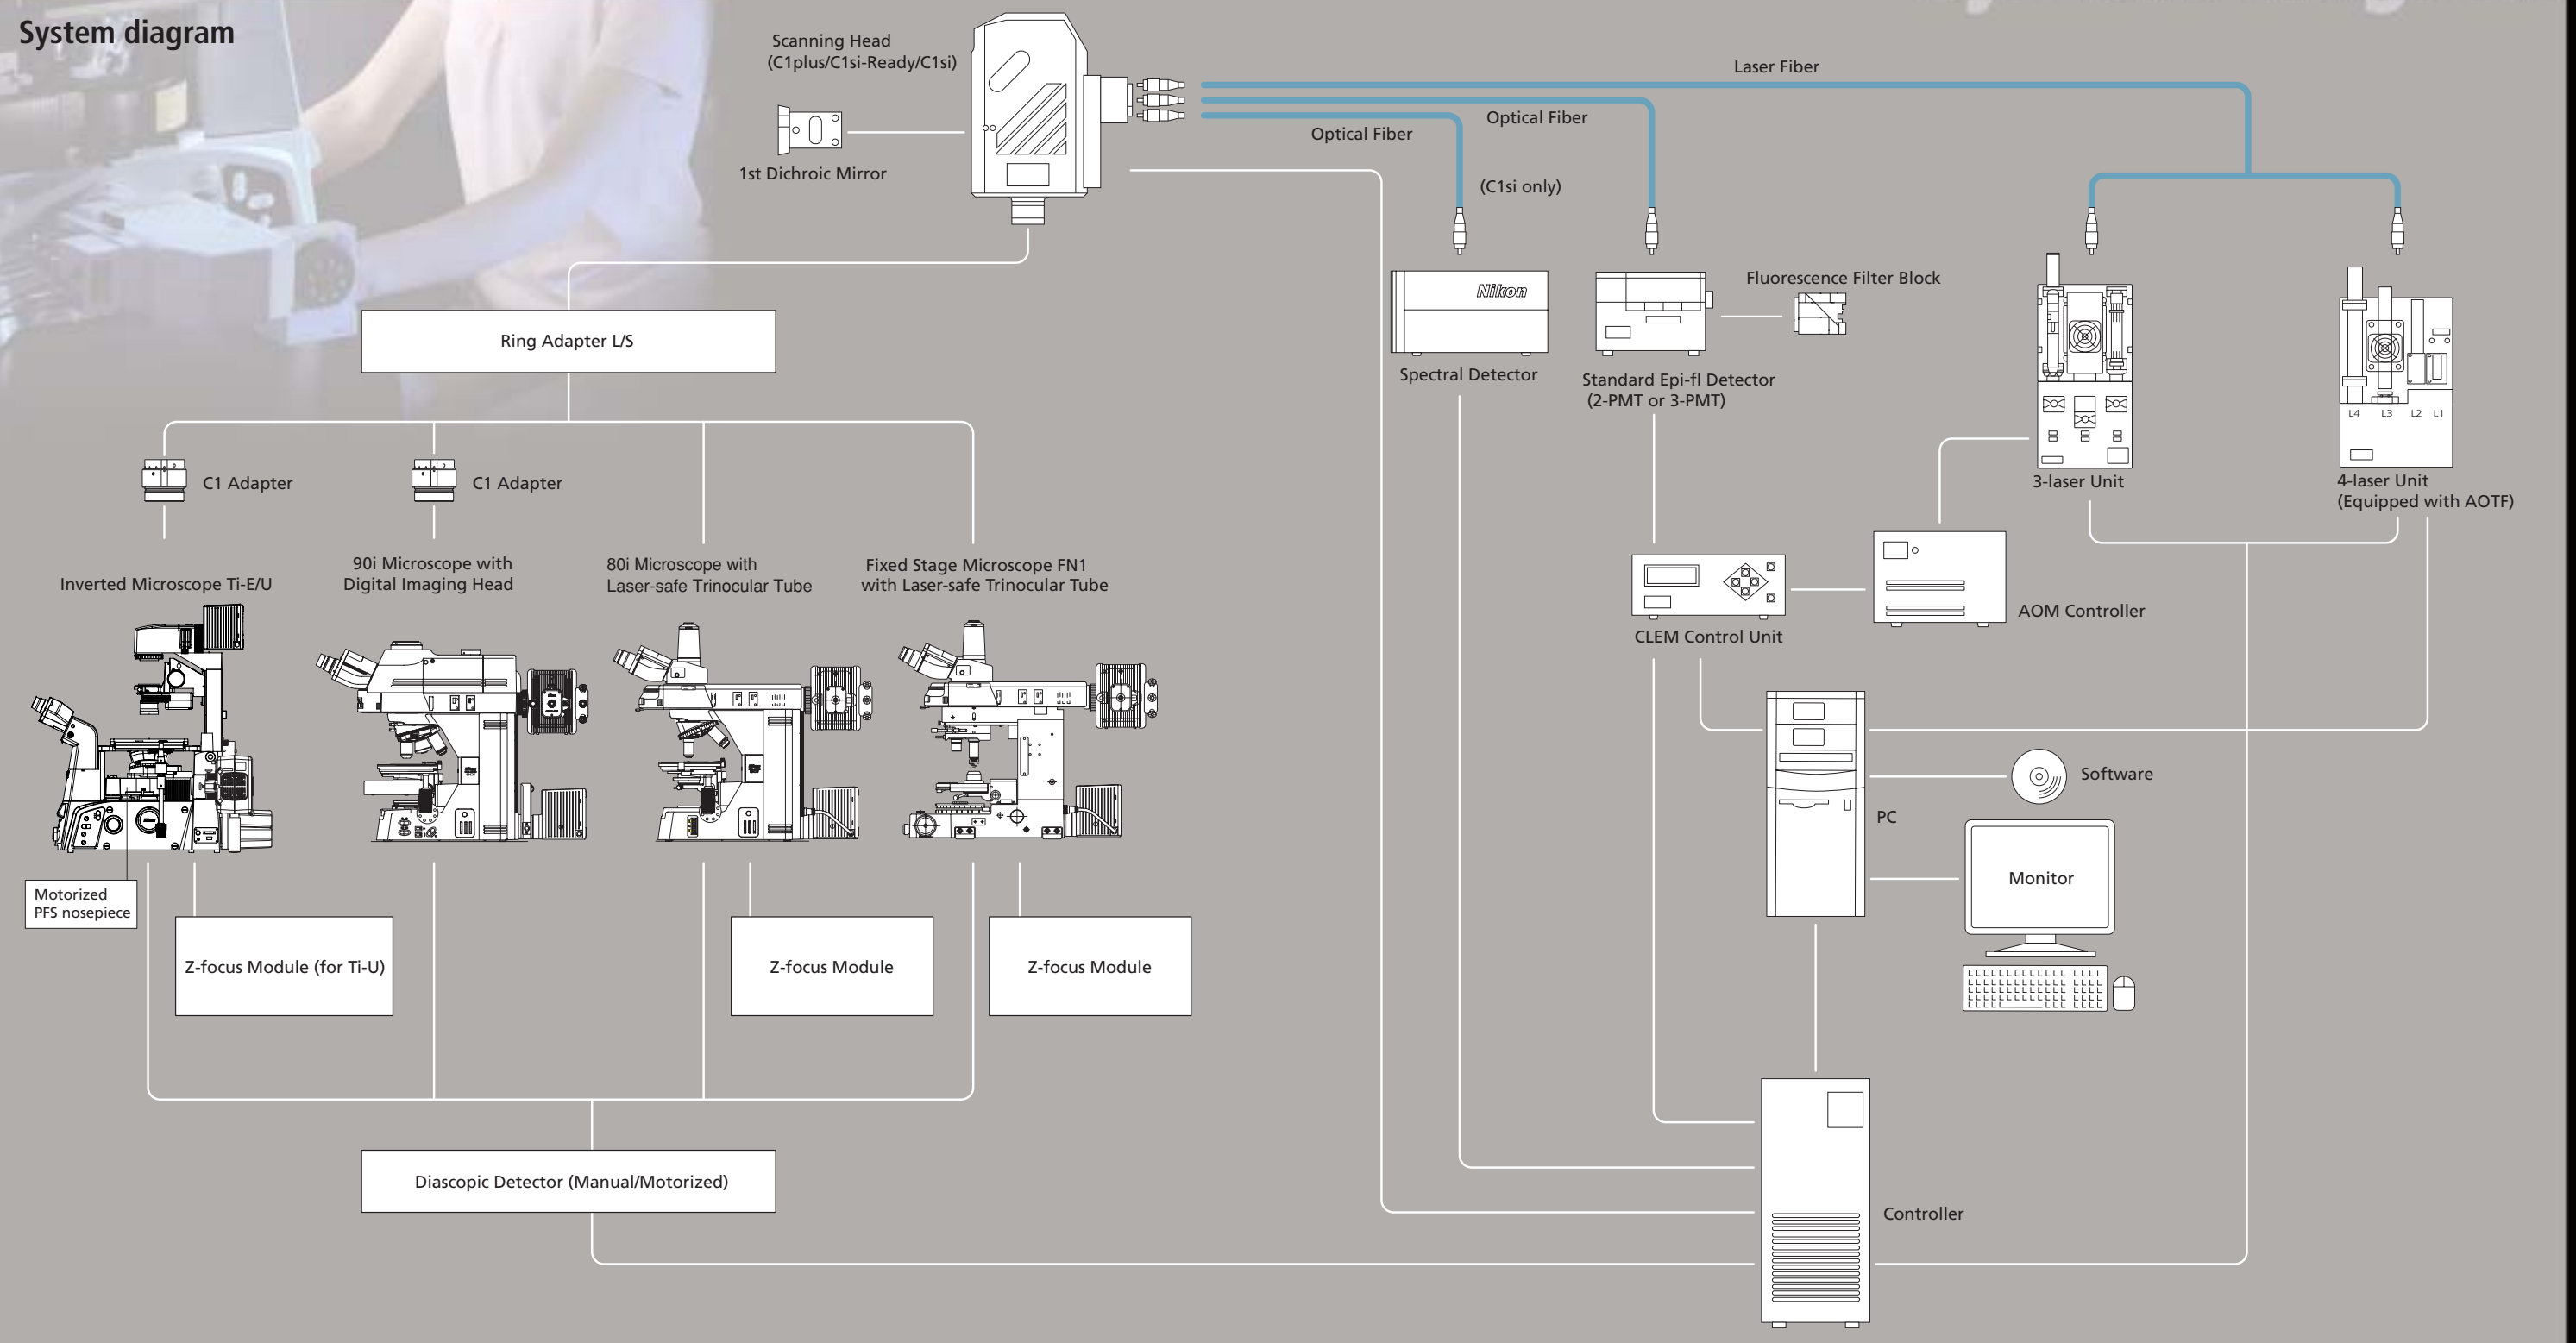 System diagram
Scanning Head
(C1plus/C1si-Ready/C1si)
1st Dichroic Mirror
Laser Fiber
Optical Fiber
Optical Fiber
(C1si only)
Nikon
Spectral Detector
Standard Epi-fl Detector
(2-PMT or 3-PMT)
Fluorescence Filter Block
3-laser Unit
L4 L3 L2 L1
4-laser Unit
(Equipped with AOTF)
Ring Adapter L/S
C1 Adapter
C1 Adapter
Inverted Microscope Ti-E/U
90i Microscope with
Digital Imaging Head
80i Microscope with
Laser-safe Trinocular Tube
Fixed Stage Microscope FN1
with Laser-safe Trinocular Tube
CLEM Control Unit
AOM Controller
Software
PC
Monitor
Motorized
PFS nosepiece
Z-focus Module (for Ti-U)
Z-focus Module
Z-focus Module
Diascopic Detector (Manual/Motorized)
Controller